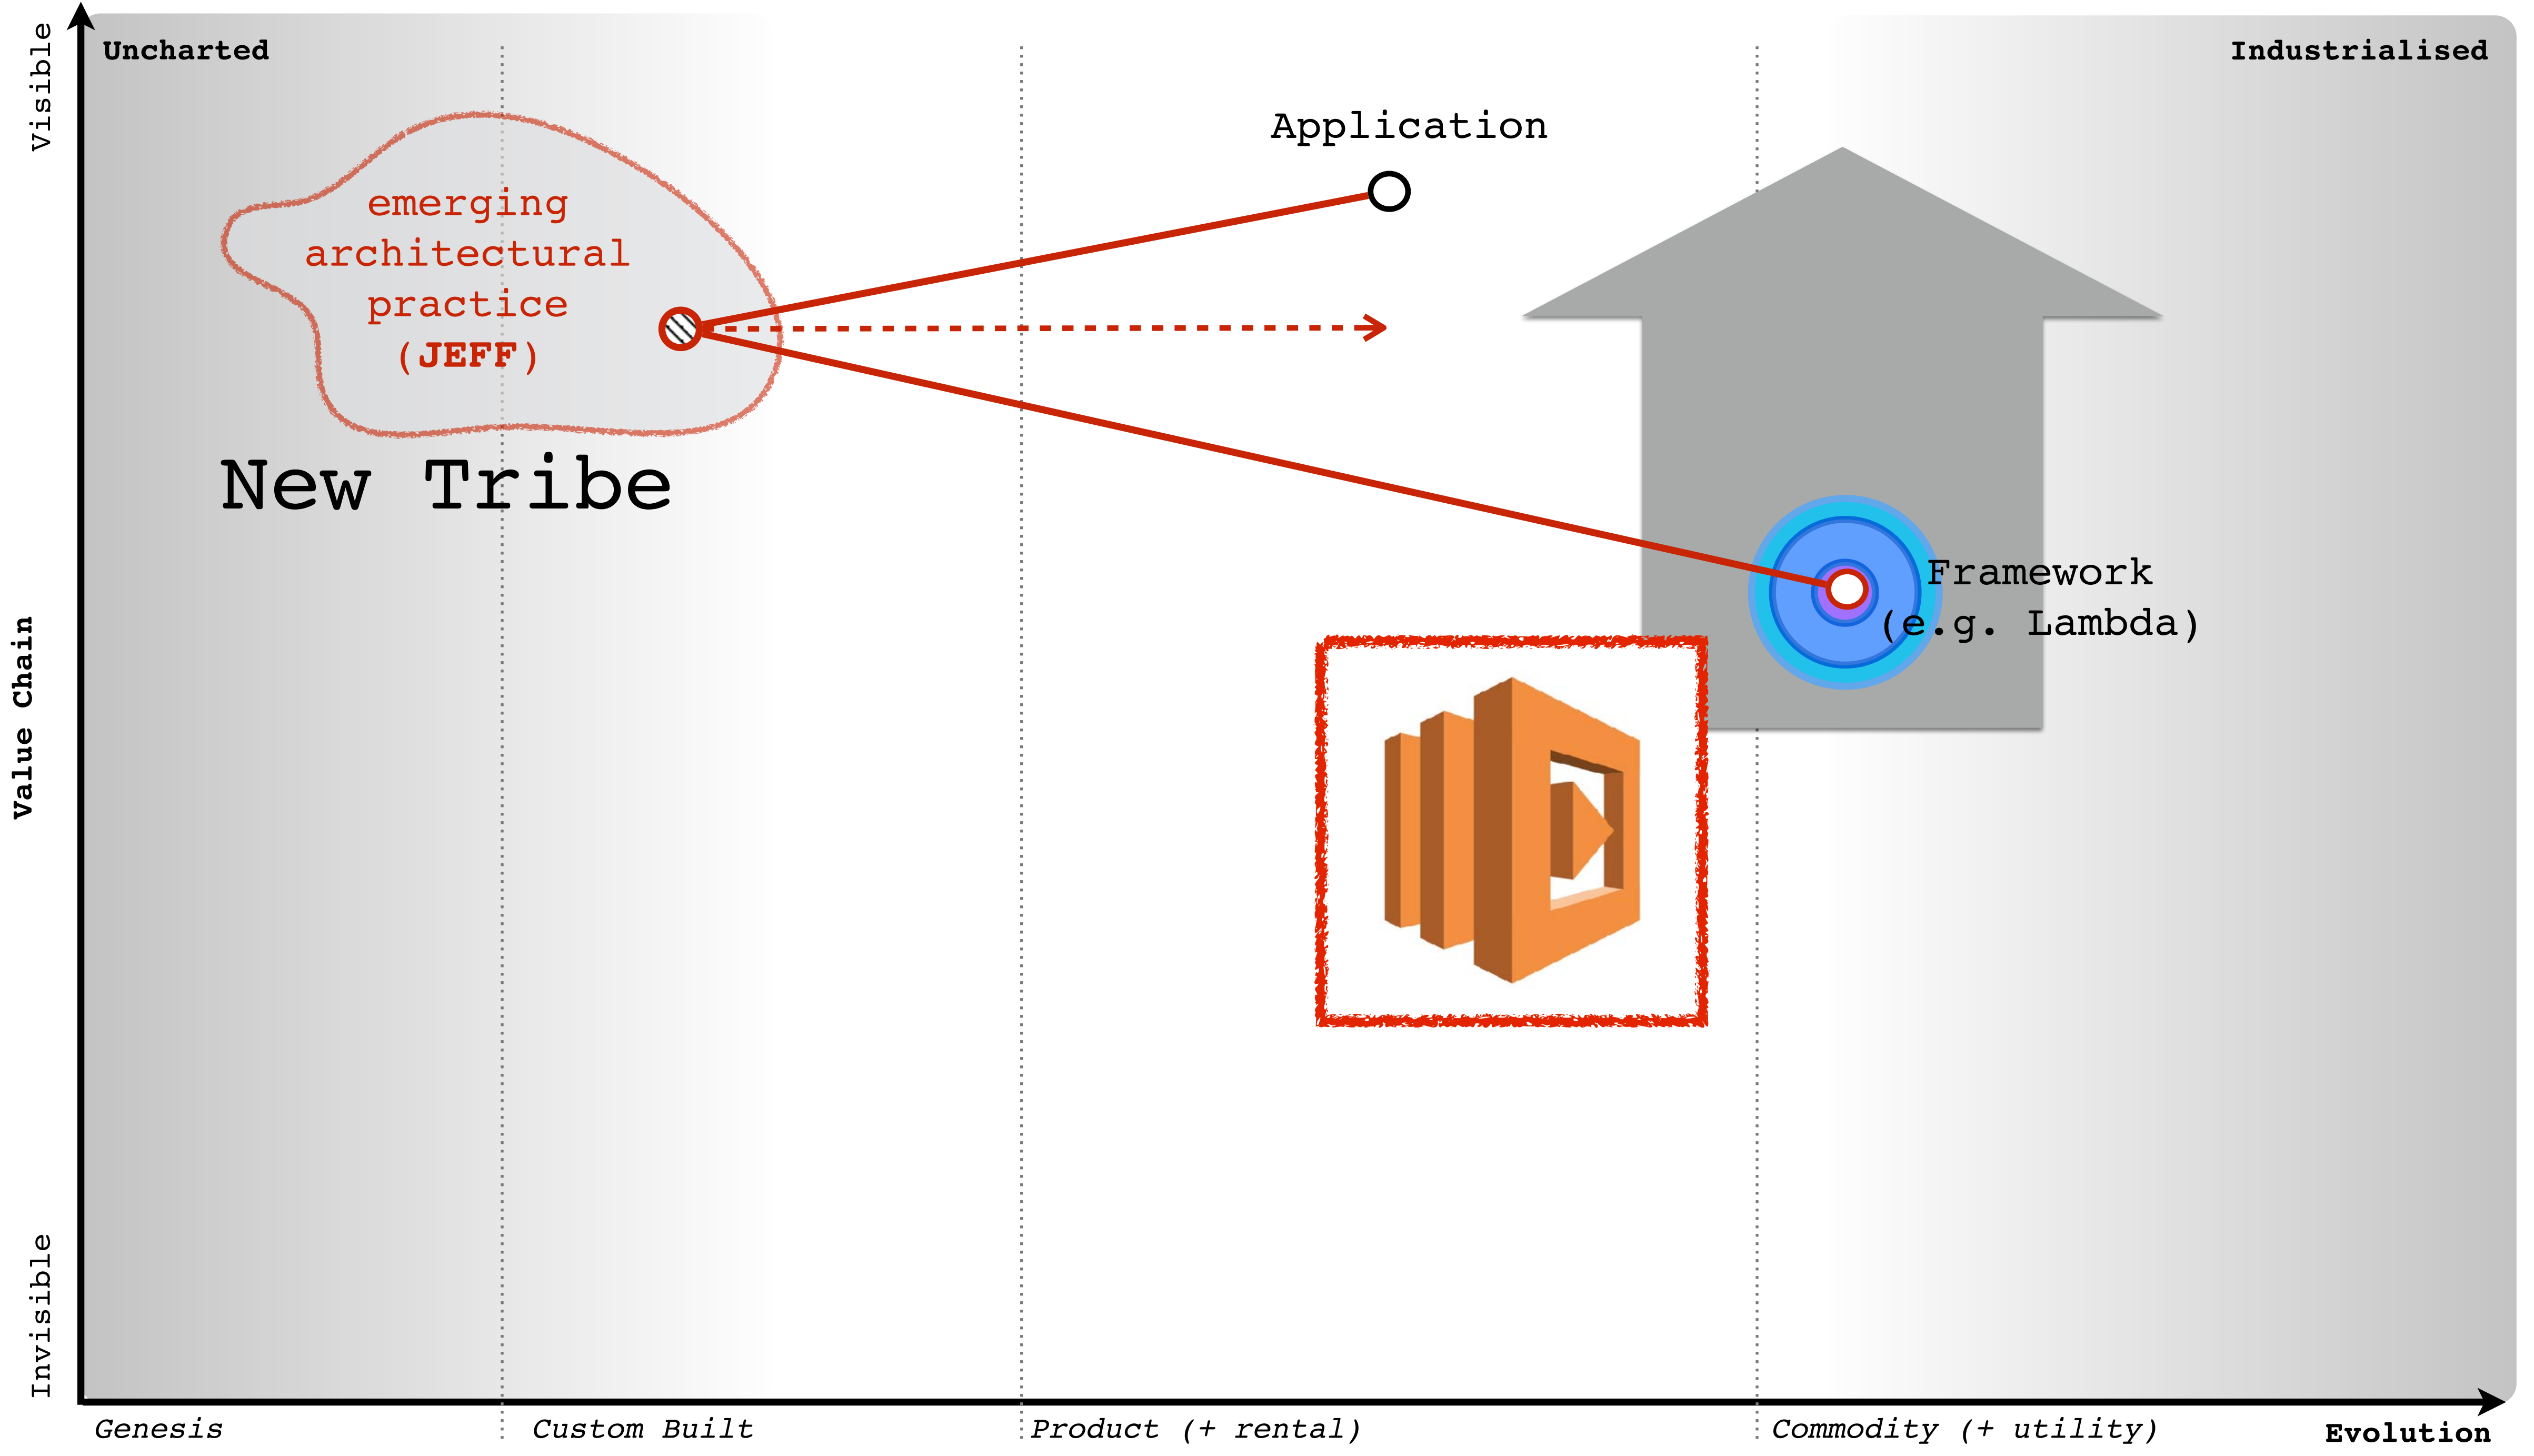 Uncharted
Industrialised
Visible
Application
emerging
architectural
practice
(JEFF)
New Tribe
Framework
(e.g. Lambda)
Value Chain
Invisible
Genesis
Custom Built
Product (+ rental)
Commodity (+ utility)
Evolution